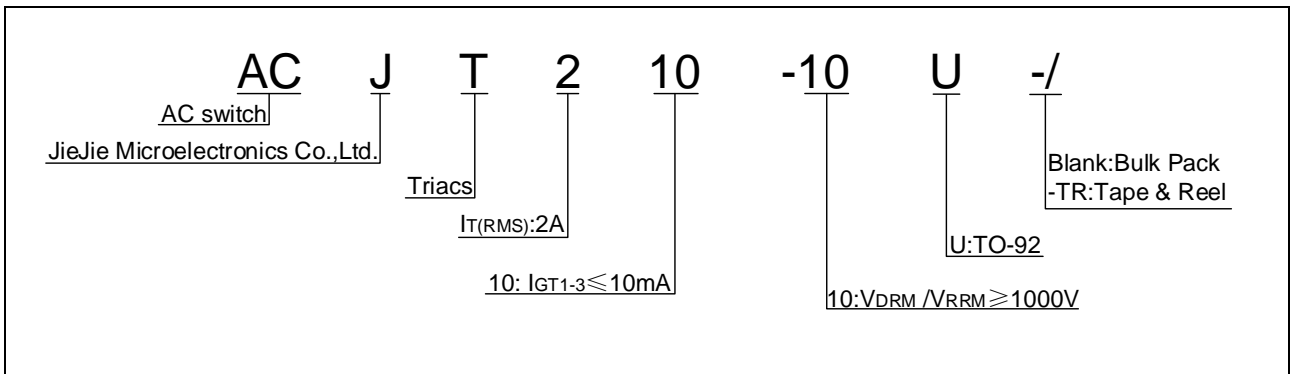 AC J T 2 10 -10 U -/
AC switch
JieJie Microelectronics Co.,Ltd.
Blank:Bulk Pack
Triacs
-TR:Tape & Reel
IT(RMS):2A
U:TO-92
10: IGT1-3≤10mA
10:VDRM /VRRM≥1000V